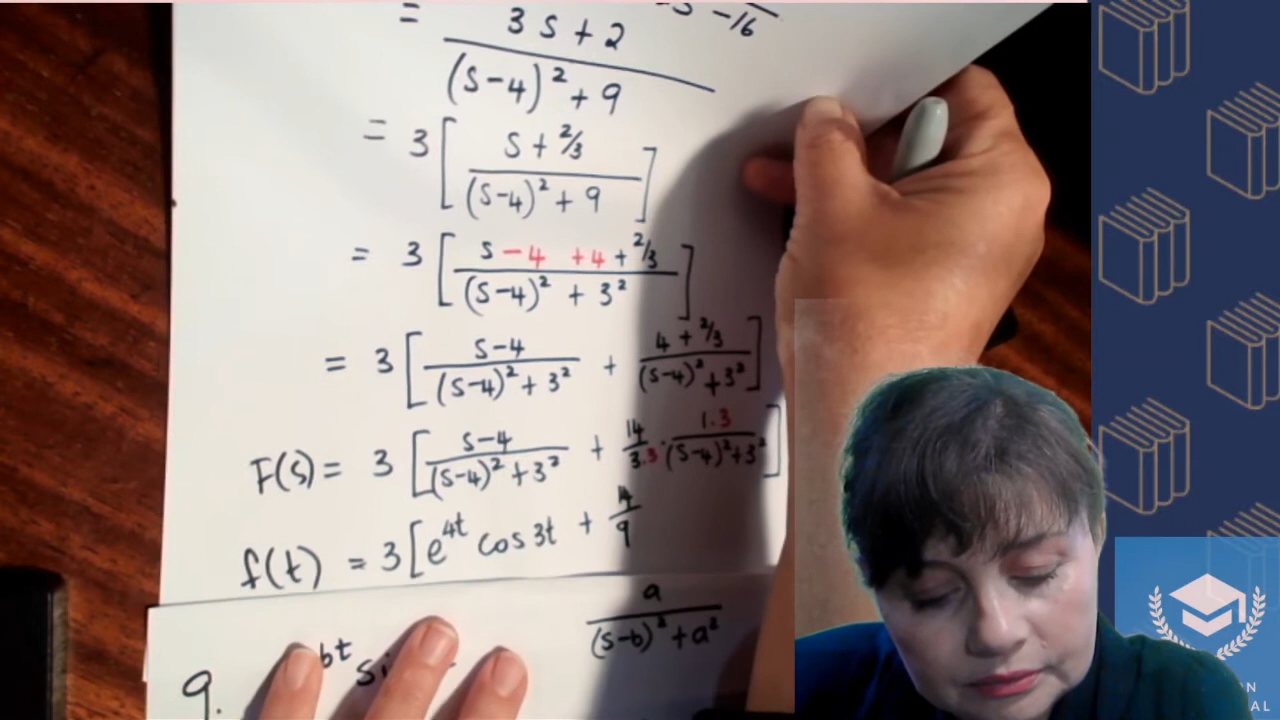 -16
= 3s+2 / (s-4)² + 9
= 3 [ s + 2/3 / (s-4)² + 9 ]
= 3 [ s - 4 + 4 + 2/3 / (s-4)² + 3² ]
= 3 [ s-4 / (s-4)² + 3² + 4 + 2/3 / (s-4)² + 3² ]
F(s) = 3 [ s-4 / (s-4)² + 3² + 14 / 3.3 . 1.3 / (s-4)² + 3² ]
f(t) = 3 [ e^4t cos 3t + 14/9
9. bt a / (s-b)² + a²